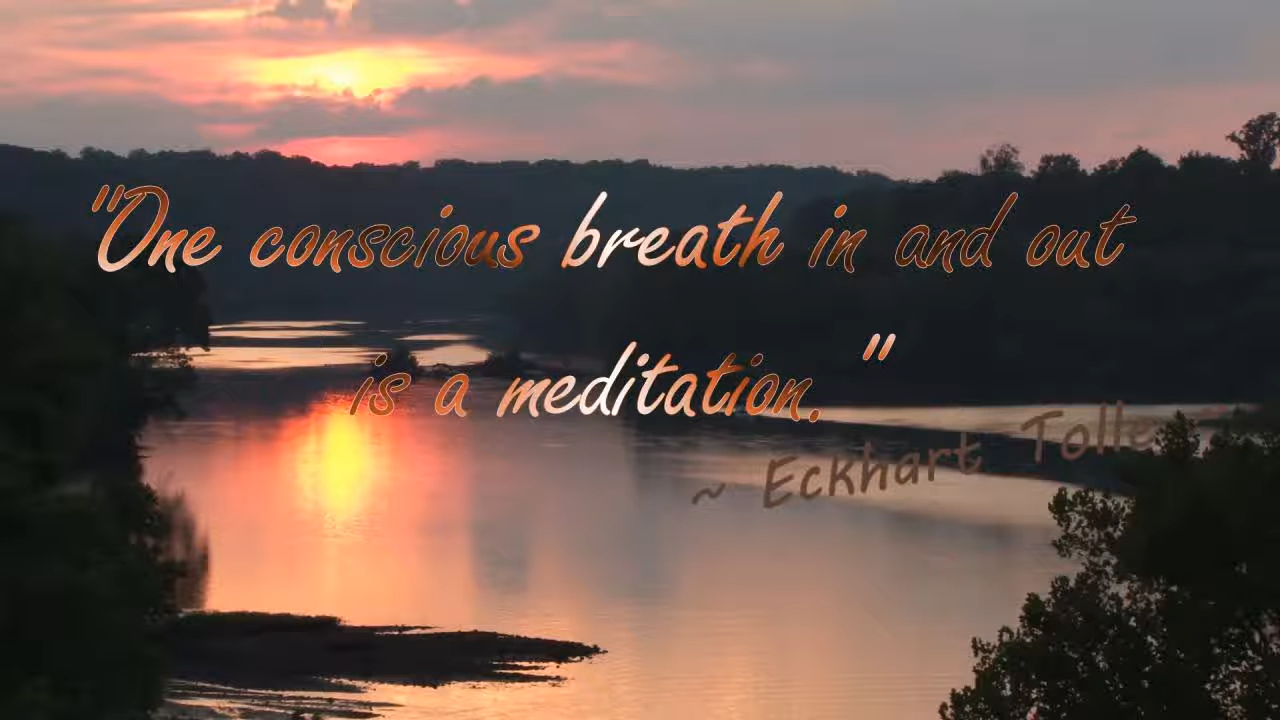 "One conscious breath in and out
is a meditation. "
~ Eckhart Tolle